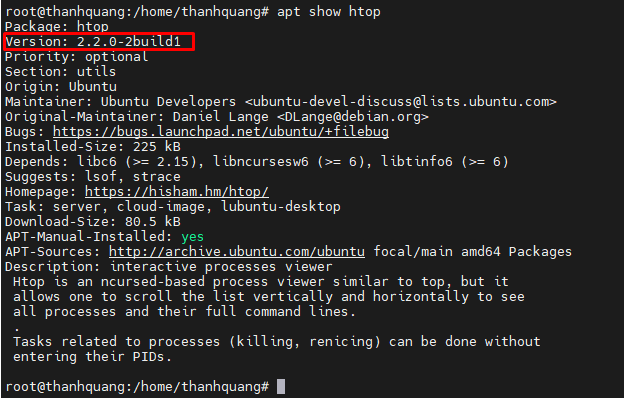 root@thanhquang:/home/thanhquang# apt show htop
Package: htop
Version: 2.2.0-2build1
Priority: optional
Section: utils
Origin: Ubuntu
Maintainer: Ubuntu Developers <ubuntu-devel-discuss@lists.ubuntu.com>
Original-Maintainer: Daniel Lange <DLange@debian.org>
Bugs: https://bugs.launchpad.net/ubuntu/+filebug
Installed-Size: 225 kB
Depends: libc6 (>= 2.15), libncursesw6 (>= 6), libtinfo6 (>= 6)
Suggests: lsof, strace
Homepage: https://hisham.hm/htop/
Task: server, cloud-image, lubuntu-desktop
Download-Size: 80.5 kB
APT-Manual-Installed: yes
APT-Sources: http://archive.ubuntu.com/ubuntu focal/main amd64 Packages
Description: interactive processes viewer
 Htop is an ncursed-based process viewer similar to top, but it
 allows one to scroll the list vertically and horizontally to see
 all processes and their full command lines.
 .
 Tasks related to processes (killing, renicing) can be done without
 entering their PIDs.
root@thanhquang:/home/thanhquang#